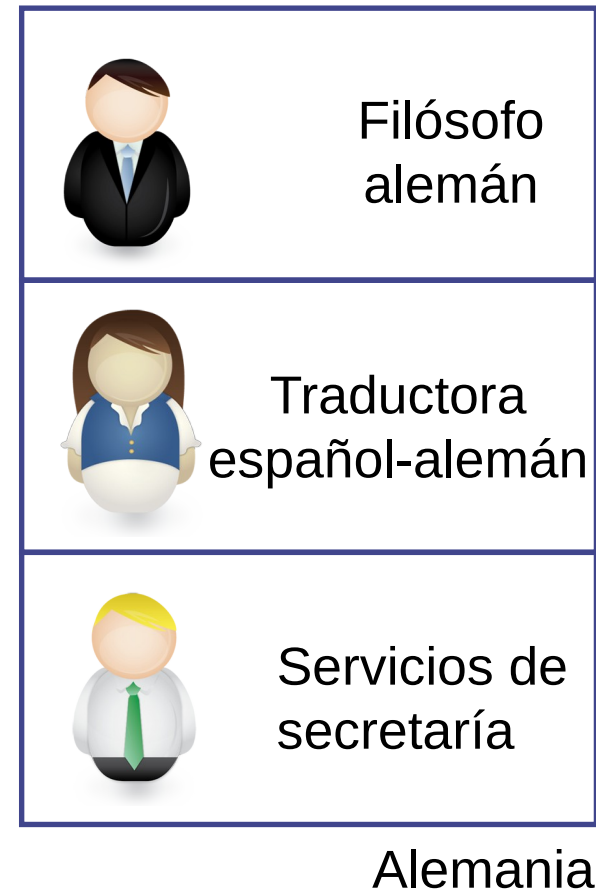 Filósofo
alemán
Traductora
español-alemán
Servicios de
secretaría
Alemania